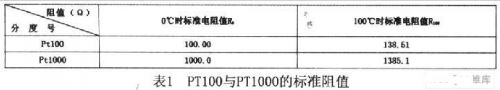 阻值（Ω）
分 度 号
0℃时标准电阻值R₀
100℃时标准电阻值R₁₀₀
Pt100 100.00 138.51
Pt1000 1000.0 1385.1
表1 PT100与PT1000的标准阻值
维库